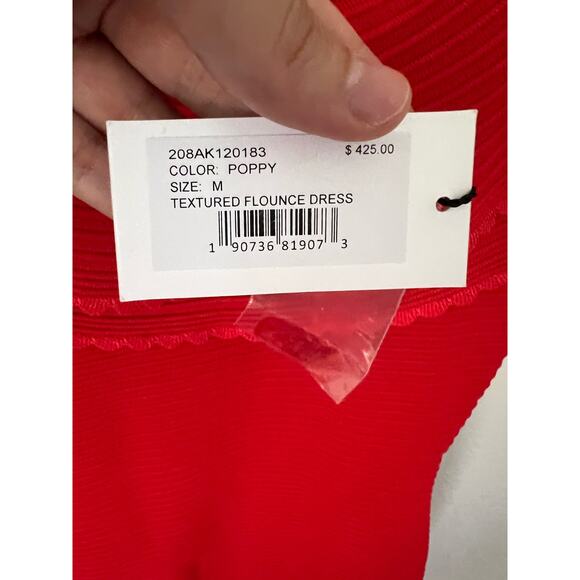 208AK120183 $ 425.00
COLOR: POPPY
SIZE: M
TEXTURED FLOUNCE DRESS
1 90736 81907 3